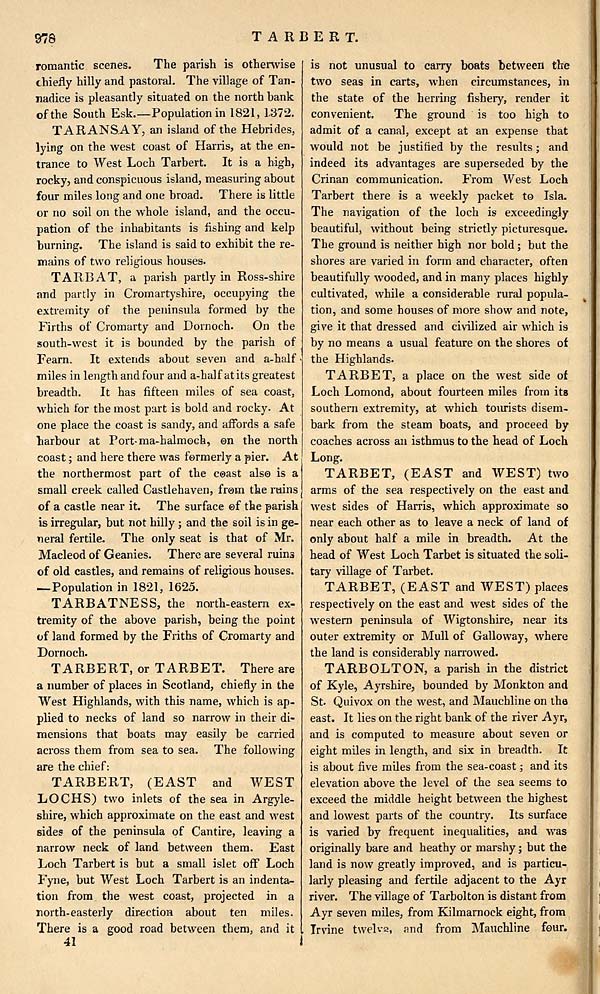 978
TARBERT.
romantic scenes. The parish is otherwise
chiefly hilly and pastoral. The village of Tan-
nadice is pleasantly situated on the north bank
of the South Esk.—Population in 1821, 1372.
TARANSAY, an island of the Hebrides,
lying on the west coast of Harris, at the en-
trance to West Loch Tarbert. It is a high,
rocky, and conspicuous island, measuring about
four miles long and one broad. There is little
or no soil on the whole island, and the occu-
pation of the inhabitants is fishing and kelp
burning. The island is said to exhibit the re-
mains of two religious houses.
TARBAT, a parish partly in Ross-shire
and partly in Cromartyshire, occupying the
extremity of the peninsula formed by the
Firths of Cromarty and Dornoch. On the
south-west it is bounded by the parish of
Fearn. It extends about seven and a-half
miles in length and four and a-half at its greatest
breadth. It has fifteen miles of sea coast,
which for the most part is bold and rocky. At
one place the coast is sandy, and affords a safe
harbour at Port-ma-halmoch, on the north
coast; and here there was formerly a pier. At
the northermost part of the coast also is a
small creek called Castlehaven, from the ruins
of a castle near it. The surface of the parish
is irregular, but not hilly; and the soil is in ge-
neral fertile. The only seat is that of Mr.
Macleod of Geanies. There are several ruins
of old castles, and remains of religious houses.
—Population in 1821, 1625.
TARBATNESS, the north-eastern ex-
tremity of the above parish, being the point
of land formed by the Friths of Cromarty and
Dornoch.
TARBERT, or TARBET. There are
a number of places in Scotland, chiefly in the
West Highlands, with this name, which is ap-
plied to necks of land so narrow in their di-
mensions that boats may easily be carried
across them from sea to sea. The following
are the chief:
TARBERT, (EAST and WEST
LOCHS) two inlets of the sea in Argyle-
shire, which approximate on the east and west
sides of the peninsula of Cantire, leaving a
narrow neck of land between them. East
Loch Tarbert is but a small islet off Loch
Fyne, but West Loch Tarbert is an indenta-
tion from the west coast, projected in a
north-easterly direction about ten miles.
There is a good road between them, and it
41
is not unusual to carry boats between the
two seas in carts, when circumstances, in
the state of the herring fishery, render it
convenient. The ground is too high to
admit of a canal, except at an expense that
would not be justified by the results; and
indeed its advantages are superseded by the
Crinan communication. From West Loch
Tarbert there is a weekly packet to Isla.
The navigation of the loch is exceedingly
beautiful, without being strictly picturesque.
The ground is neither high nor bold; but the
shores are varied in form and character, often
beautifully wooded, and in many places highly
cultivated, while a considerable rural popula-
tion, and some houses of more show and note,
give it that dressed and civilized air which is
by no means a usual feature on the shores of
the Highlands.
TARBET, a place on the west side of
Loch Lomond, about fourteen miles from its
southern extremity, at which tourists disem-
bark from the steam boats, and proceed by
coaches across an isthmus to the head of Loch
Long.
TARBET, (EAST and WEST) two
arms of the sea respectively on the east and
west sides of Harris, which approximate so
near each other as to leave a neck of land of
only about half a mile in breadth. At the
head of West Loch Tarbet is situated the soli-
tary village of Tarbet.
TARBET, (EAST and WEST) places
respectively on the east and west sides of the
western peninsula of Wigtonshire, near its
outer extremity or Mull of Galloway, where
the land is considerably narrowed.
TARBOLTON, a parish in the district
of Kyle, Ayrshire, bounded by Monkton and
St. Quivox on the west, and Mauchline on the
east. It lies on the right bank of the river Ayr,
and is computed to measure about seven or
eight miles in length, and six in breadth. It
is about five miles from the sea-coast; and its
elevation above the level of the sea seems to
exceed the middle height between the highest
and lowest parts of the country. Its surface
is varied by frequent inequalities, and was
originally bare and heathy or marshy; but the
land is now greatly improved, and is particu-
larly pleasing and fertile adjacent to the Ayr
river. The village of Tarbolton is distant from
Ayr seven miles, from Kilmarnock eight, from
Irvine twelve, and from Mauchline four.